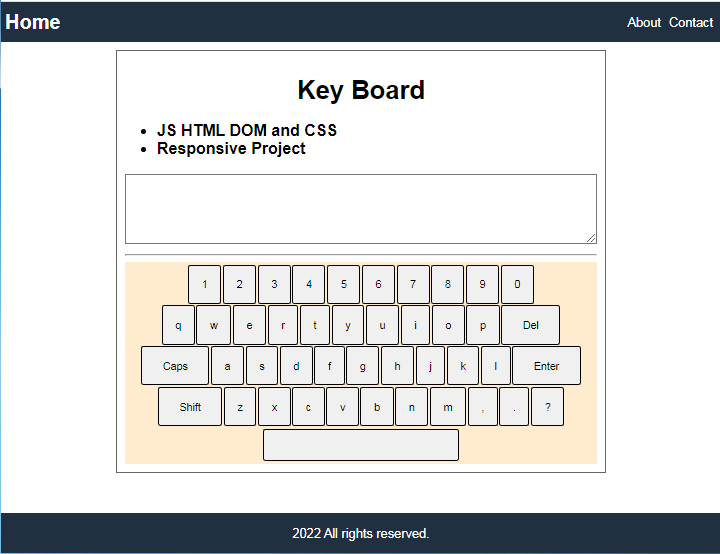 Home About Contact
Key Board
JS HTML DOM and CSS
Responsive Project
1 2 3 4 5 6 7 8 9 0
q w e r t y u i o p Del
Caps a s d f g h j k l Enter
Shift z x c v b n m , . ?
2022 All rights reserved.